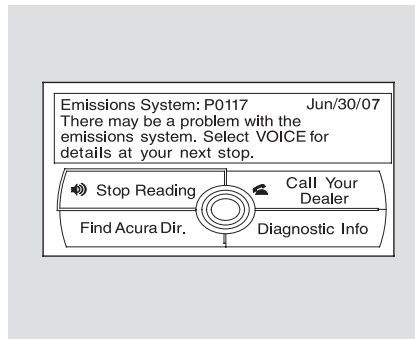 Emissions System: P0117 Jun/30/07
There may be a problem with the
emissions system. Select VOICE for
details at your next stop.
Stop Reading
Call Your
Dealer
Find Acura Dir.
Diagnostic Info